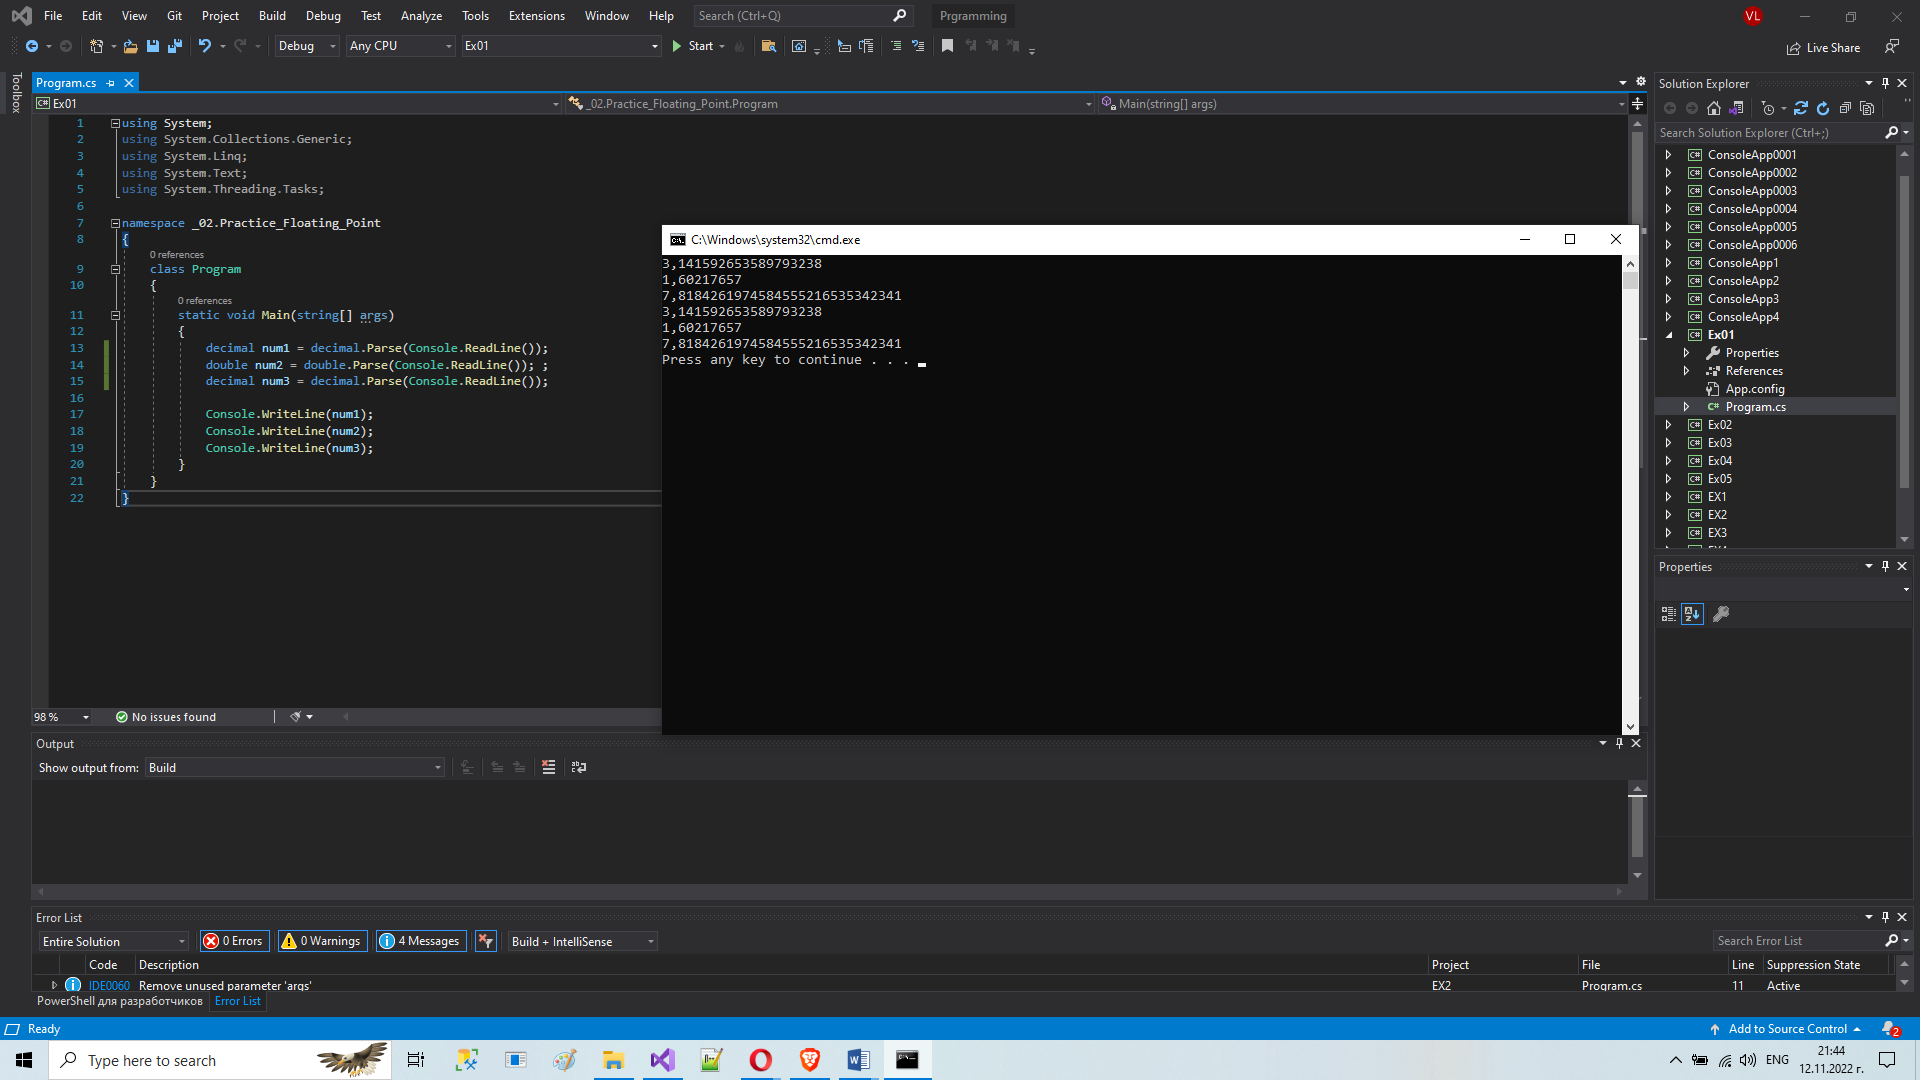 File Edit View Git Project Build Debug Test Analyze Tools Extensions Window Help Search (Ctrl+Q) Prgramming VL
Debug Any CPU Ex01 Start Live Share
Toolbox
Program.cs
Ex01 _02.Practice_Floating_Point.Program Main(string[] args)
1 using System;
2 using System.Collections.Generic;
3 using System.Linq;
4 using System.Text;
5 using System.Threading.Tasks;
6
7 namespace _02.Practice_Floating_Point
8 {
0 references
9 class Program
10 {
0 references
11 static void Main(string[] args)
12 {
13 decimal num1 = decimal.Parse(Console.ReadLine());
14 double num2 = double.Parse(Console.ReadLine()); ;
15 decimal num3 = decimal.Parse(Console.ReadLine());
16
17 Console.WriteLine(num1);
18 Console.WriteLine(num2);
19 Console.WriteLine(num3);
20 }
21 }
22 }
C:\Windows\system32\cmd.exe
3,141592653589793238
1,60217657
7,8184261974584555216535342341
3,141592653589793238
1,60217657
7,8184261974584555216535342341
Press any key to continue . . .
98 % No issues found
Solution Explorer
Search Solution Explorer (Ctrl+;)
ConsoleApp0001
ConsoleApp0002
ConsoleApp0003
ConsoleApp0004
ConsoleApp0005
ConsoleApp0006
ConsoleApp1
ConsoleApp2
ConsoleApp3
ConsoleApp4
Ex01
Properties
References
App.config
Program.cs
Ex02
Ex03
Ex04
Ex05
EX1
EX2
EX3
Properties
Output
Show output from: Build
Error List
Entire Solution 0 Errors 0 Warnings 4 Messages Build + IntelliSense Search Error List
Code Description Project File Line Suppression State
IDE0060 Remove unused parameter 'args' EX2 Program.cs 11 Active
PowerShell для разработчиков Error List
Ready Add to Source Control 2
Type here to search ENG 21:44
12.11.2022 г.